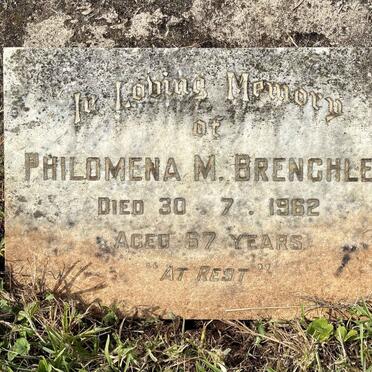 In Loving Memory
of
PHILOMENA M. BRENCHLE
DIED 30 . 7 . 1962
AGED 67 YEARS
"AT REST"